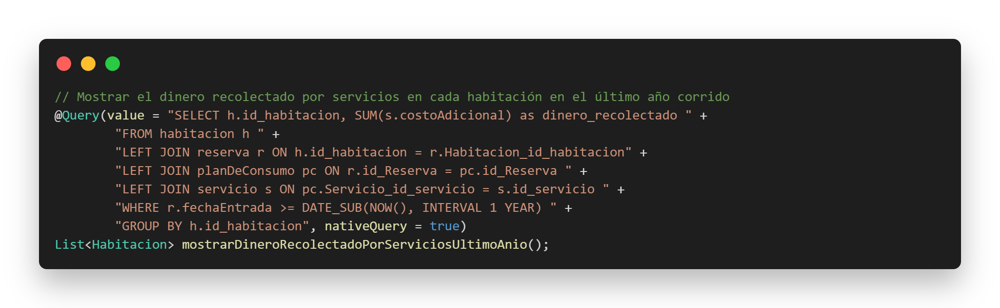 // Mostrar el dinero recolectado por servicios en cada habitación en el último año corrido
@Query(value = "SELECT h.id_habitacion, SUM(s.costoAdicional) as dinero_recolectado " +
        "FROM habitacion h " +
        "LEFT JOIN reserva r ON h.id_habitacion = r.Habitacion_id_habitacion" +
        "LEFT JOIN planDeConsumo pc ON r.id_Reserva = pc.id_Reserva " +
        "LEFT JOIN servicio s ON pc.Servicio_id_servicio = s.id_servicio " +
        "WHERE r.fechaEntrada >= DATE_SUB(NOW(), INTERVAL 1 YEAR) " +
        "GROUP BY h.id_habitacion", nativeQuery = true)
List<Habitacion> mostrarDineroRecolectadoPorServiciosUltimoAnio();